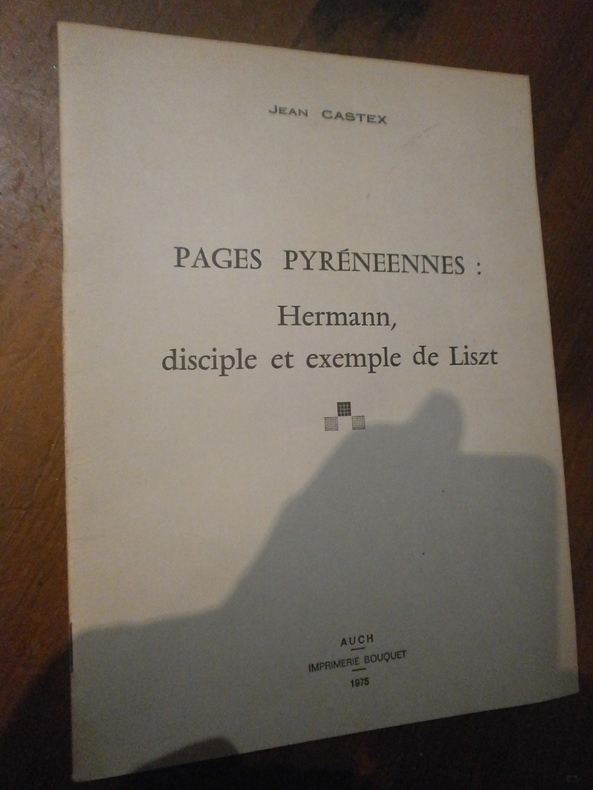 JEAN CASTEX
PAGES PYRÉNEENNES :
Hermann,
disciple et exemple de Liszt
AUCH
IMPRIMERIE BOUQUET
1975